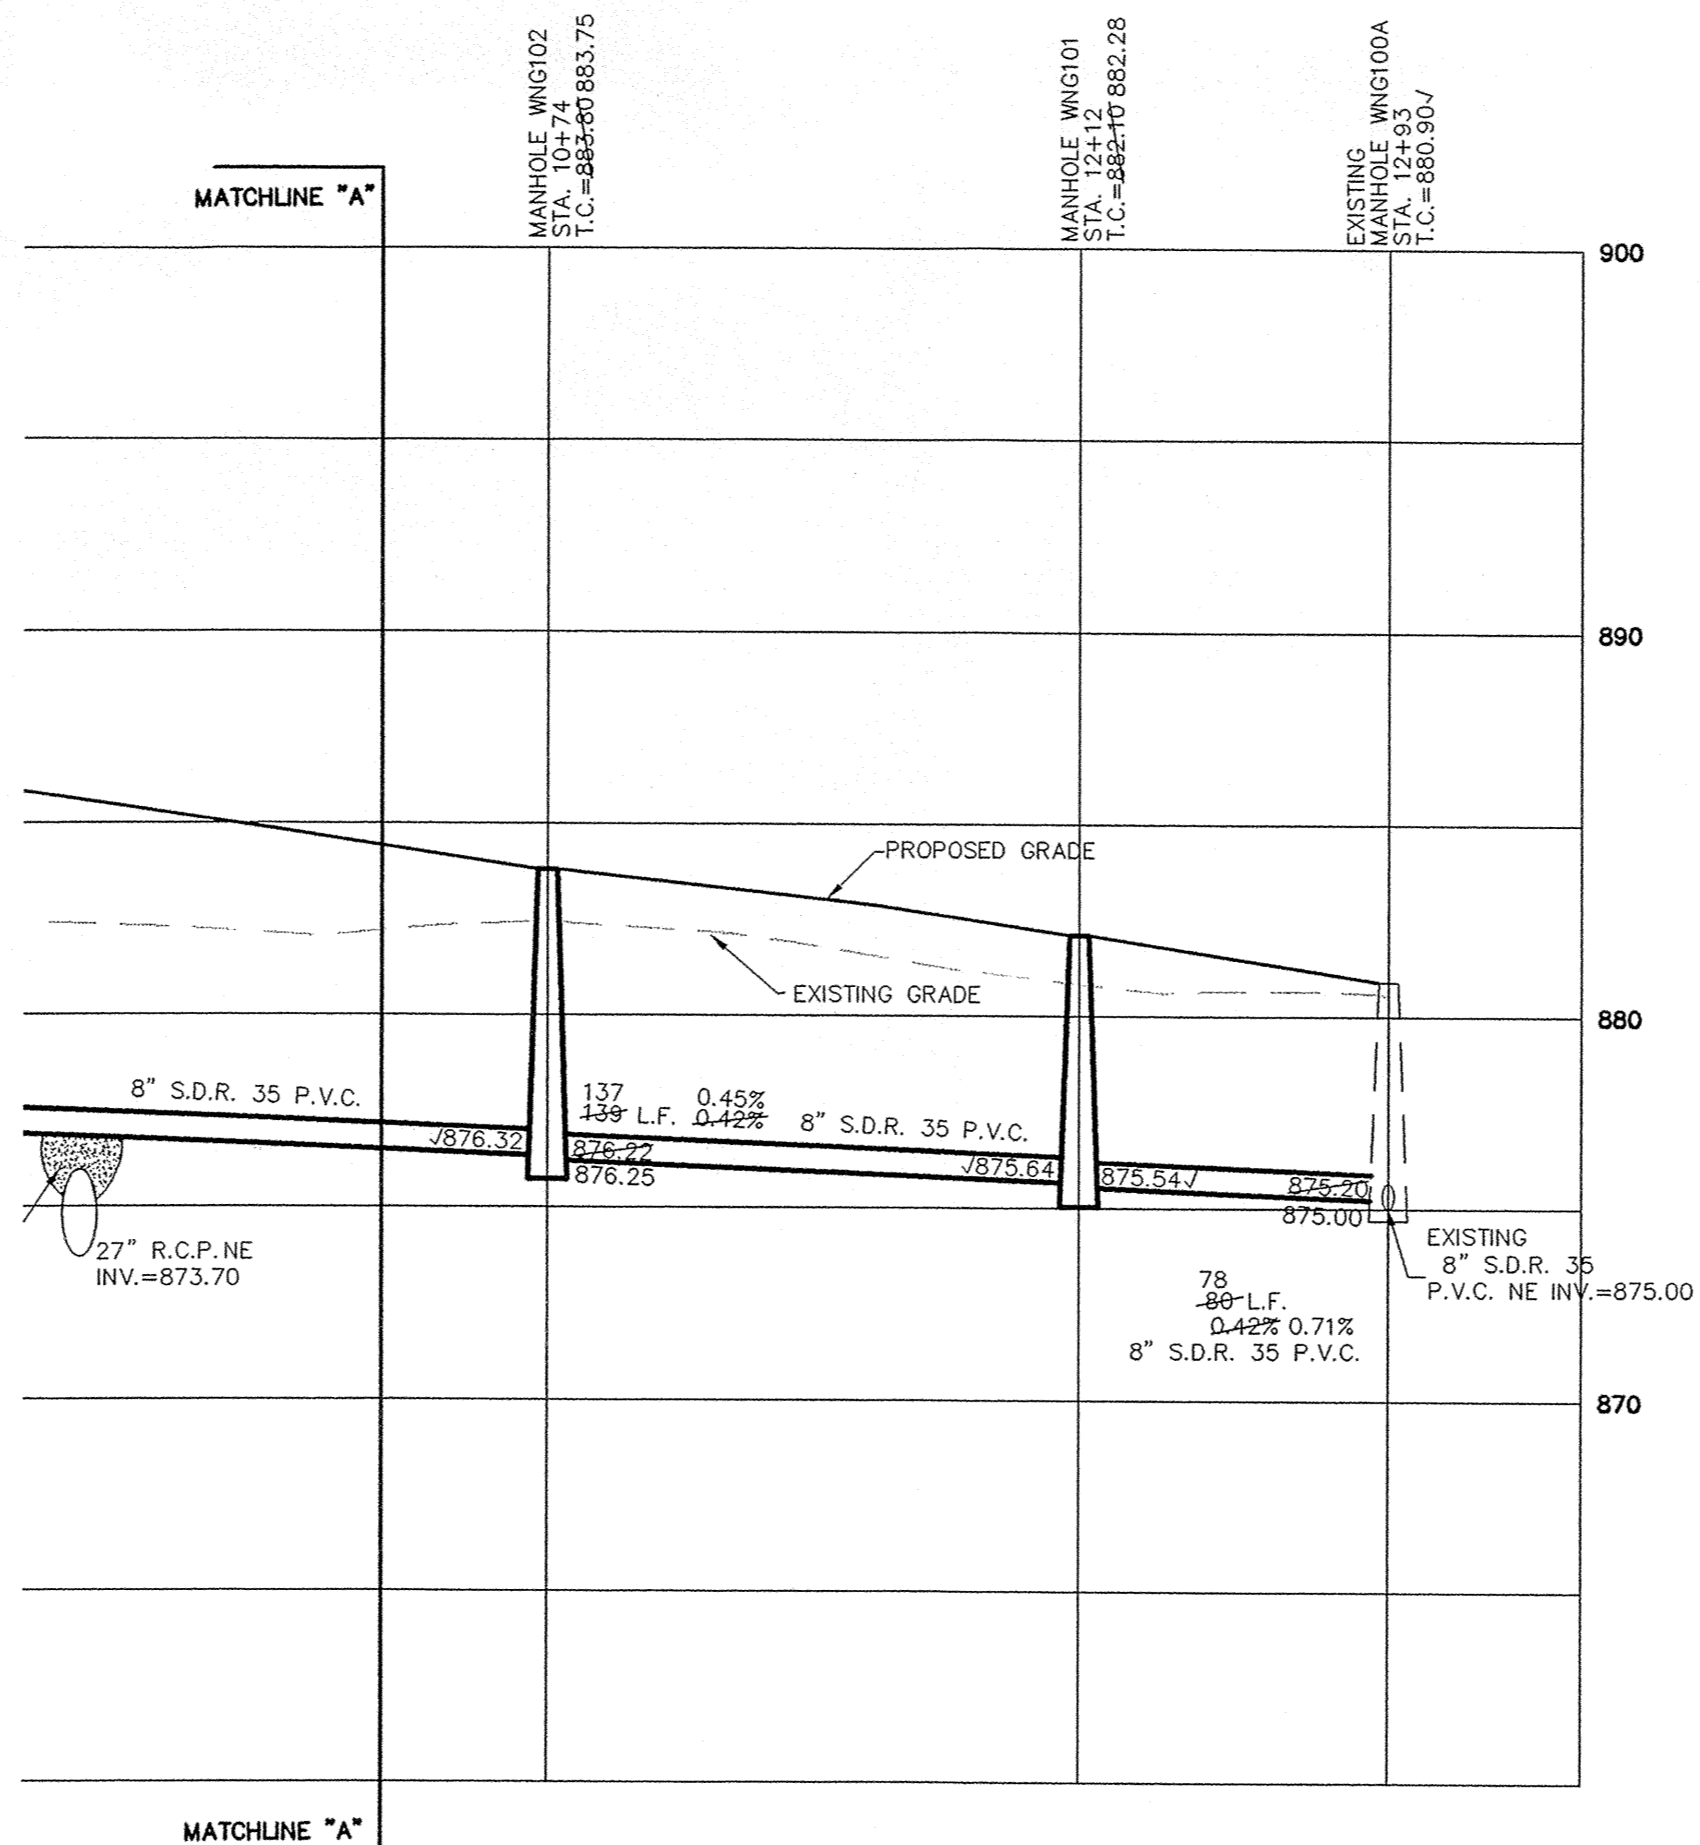 MANHOLE WNG102
STA. 10+74
T.C.=883.80 883.75
MANHOLE WNG101
STA. 12+12
T.C.=882.10 882.28
EXISTING
MANHOLE WNG100A
STA. 12+93
T.C.=880.90√
MATCHLINE "A"
900
890
PROPOSED GRADE
EXISTING GRADE
880
8" S.D.R. 35 P.V.C.
137
0.45%
139 L.F. 0.42%
8" S.D.R. 35 P.V.C.
√876.32
876.22
876.25
√875.64
875.54√
875.20
875.00
27" R.C.P. NE
INV.=873.70
EXISTING
8" S.D.R. 35
P.V.C. NE INV.=875.00
78
80 L.F.
0.42% 0.71%
8" S.D.R. 35 P.V.C.
870
MATCHLINE "A"